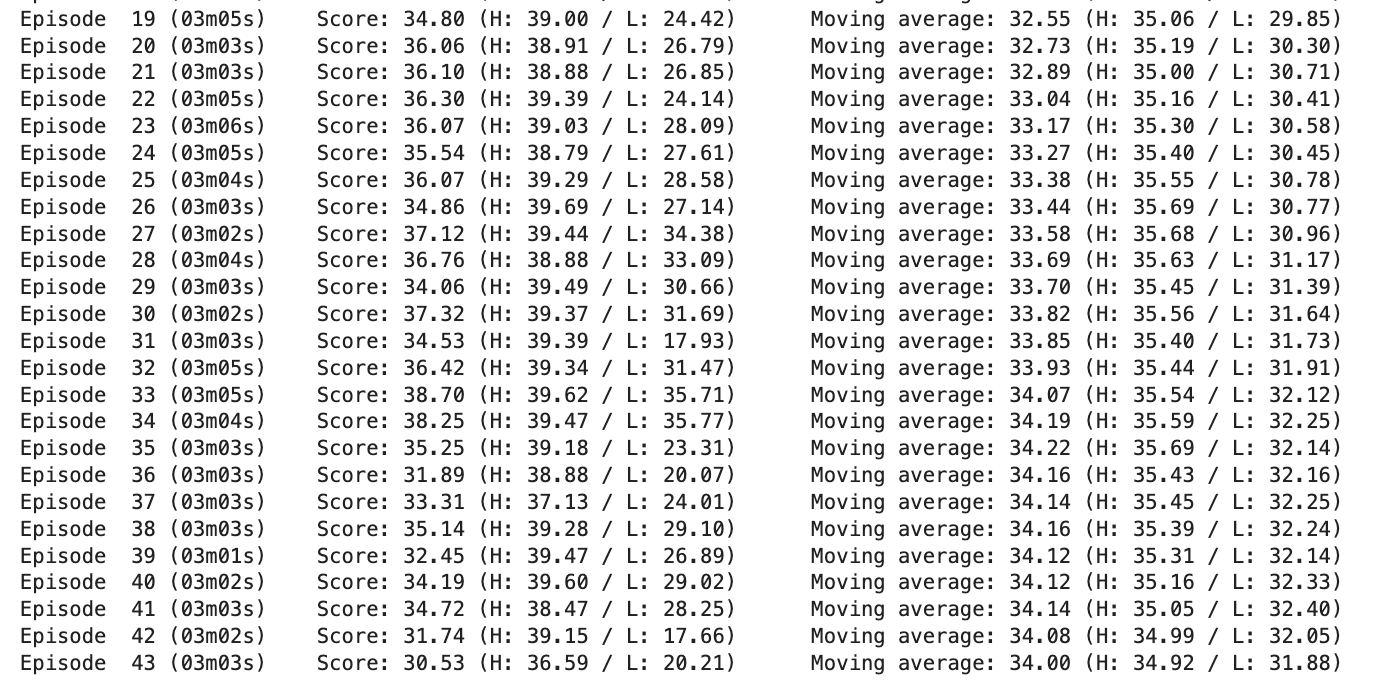 Episode  19 (03m05s)    Score: 34.80 (H: 39.00 / L: 24.42)      Moving average: 32.55 (H: 35.06 / L: 29.85)
Episode  20 (03m03s)    Score: 36.06 (H: 38.91 / L: 26.79)      Moving average: 32.73 (H: 35.19 / L: 30.30)
Episode  21 (03m03s)    Score: 36.10 (H: 38.88 / L: 26.85)      Moving average: 32.89 (H: 35.00 / L: 30.71)
Episode  22 (03m05s)    Score: 36.30 (H: 39.39 / L: 24.14)      Moving average: 33.04 (H: 35.16 / L: 30.41)
Episode  23 (03m06s)    Score: 36.07 (H: 39.03 / L: 28.09)      Moving average: 33.17 (H: 35.30 / L: 30.58)
Episode  24 (03m05s)    Score: 35.54 (H: 38.79 / L: 27.61)      Moving average: 33.27 (H: 35.40 / L: 30.45)
Episode  25 (03m04s)    Score: 36.07 (H: 39.29 / L: 28.58)      Moving average: 33.38 (H: 35.55 / L: 30.78)
Episode  26 (03m03s)    Score: 34.86 (H: 39.69 / L: 27.14)      Moving average: 33.44 (H: 35.69 / L: 30.77)
Episode  27 (03m02s)    Score: 37.12 (H: 39.44 / L: 34.38)      Moving average: 33.58 (H: 35.68 / L: 30.96)
Episode  28 (03m04s)    Score: 36.76 (H: 38.88 / L: 33.09)      Moving average: 33.69 (H: 35.63 / L: 31.17)
Episode  29 (03m03s)    Score: 34.06 (H: 39.49 / L: 30.66)      Moving average: 33.70 (H: 35.45 / L: 31.39)
Episode  30 (03m02s)    Score: 37.32 (H: 39.37 / L: 31.69)      Moving average: 33.82 (H: 35.56 / L: 31.64)
Episode  31 (03m03s)    Score: 34.53 (H: 39.39 / L: 17.93)      Moving average: 33.85 (H: 35.40 / L: 31.73)
Episode  32 (03m05s)    Score: 36.42 (H: 39.34 / L: 31.47)      Moving average: 33.93 (H: 35.44 / L: 31.91)
Episode  33 (03m05s)    Score: 38.70 (H: 39.62 / L: 35.71)      Moving average: 34.07 (H: 35.54 / L: 32.12)
Episode  34 (03m04s)    Score: 38.25 (H: 39.47 / L: 35.77)      Moving average: 34.19 (H: 35.59 / L: 32.25)
Episode  35 (03m03s)    Score: 35.25 (H: 39.18 / L: 23.31)      Moving average: 34.22 (H: 35.69 / L: 32.14)
Episode  36 (03m03s)    Score: 31.89 (H: 38.88 / L: 20.07)      Moving average: 34.16 (H: 35.43 / L: 32.16)
Episode  37 (03m03s)    Score: 33.31 (H: 37.13 / L: 24.01)      Moving average: 34.14 (H: 35.45 / L: 32.25)
Episode  38 (03m03s)    Score: 35.14 (H: 39.28 / L: 29.10)      Moving average: 34.16 (H: 35.39 / L: 32.24)
Episode  39 (03m01s)    Score: 32.45 (H: 39.47 / L: 26.89)      Moving average: 34.12 (H: 35.31 / L: 32.14)
Episode  40 (03m02s)    Score: 34.19 (H: 39.60 / L: 29.02)      Moving average: 34.12 (H: 35.16 / L: 32.33)
Episode  41 (03m03s)    Score: 34.72 (H: 38.47 / L: 28.25)      Moving average: 34.14 (H: 35.05 / L: 32.40)
Episode  42 (03m02s)    Score: 31.74 (H: 39.15 / L: 17.66)      Moving average: 34.08 (H: 34.99 / L: 32.05)
Episode  43 (03m03s)    Score: 30.53 (H: 36.59 / L: 20.21)      Moving average: 34.00 (H: 34.92 / L: 31.88)